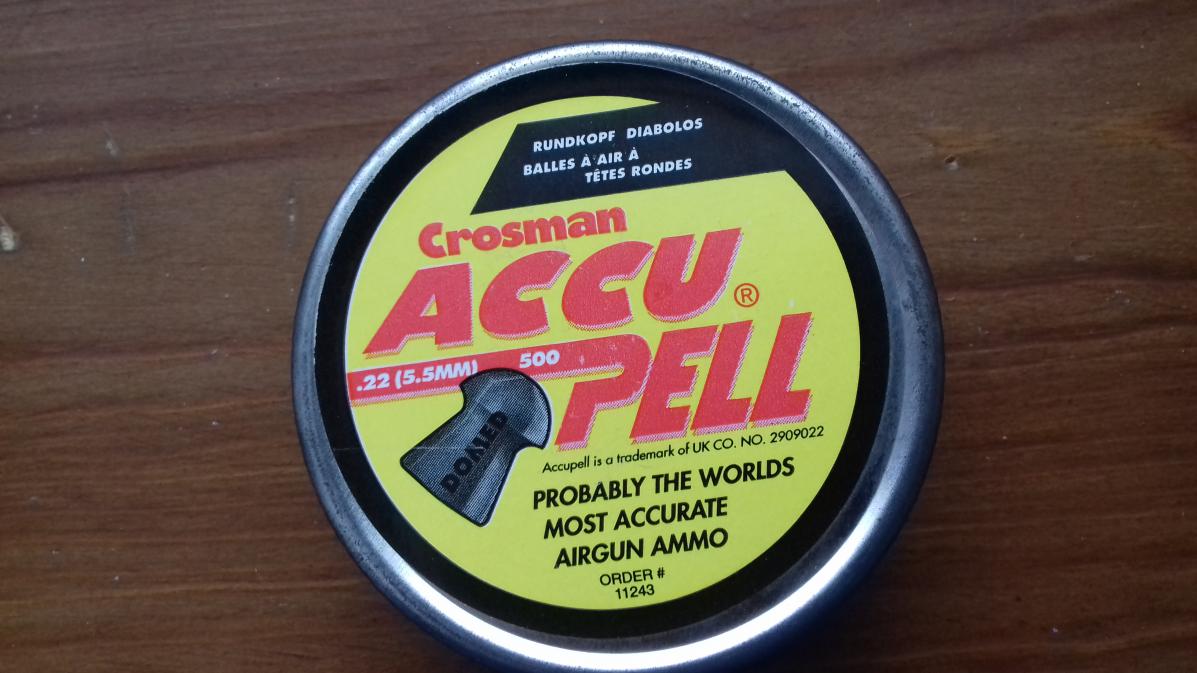 RUNDKOPF DIABOLOS
BALLES À AIR À
TÊTES RONDES
Crosman
ACCU
®
PELL
.22 (5.5MM) 500
DOMED
Accupell is a trademark of UK CO. NO. 2909022
PROBABLY THE WORLDS
MOST ACCURATE
AIRGUN AMMO
ORDER #
11243